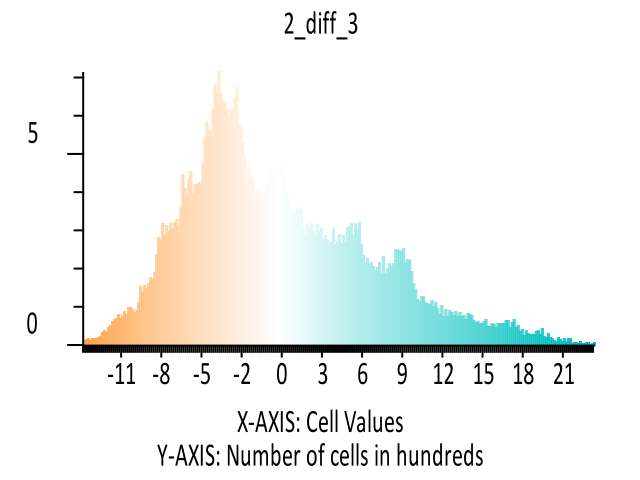 2_diff_3
5
0
-11 -8 -5 -2 0 3 6 9 12 15 18 21
X-AXIS: Cell Values
Y-AXIS: Number of cells in hundreds